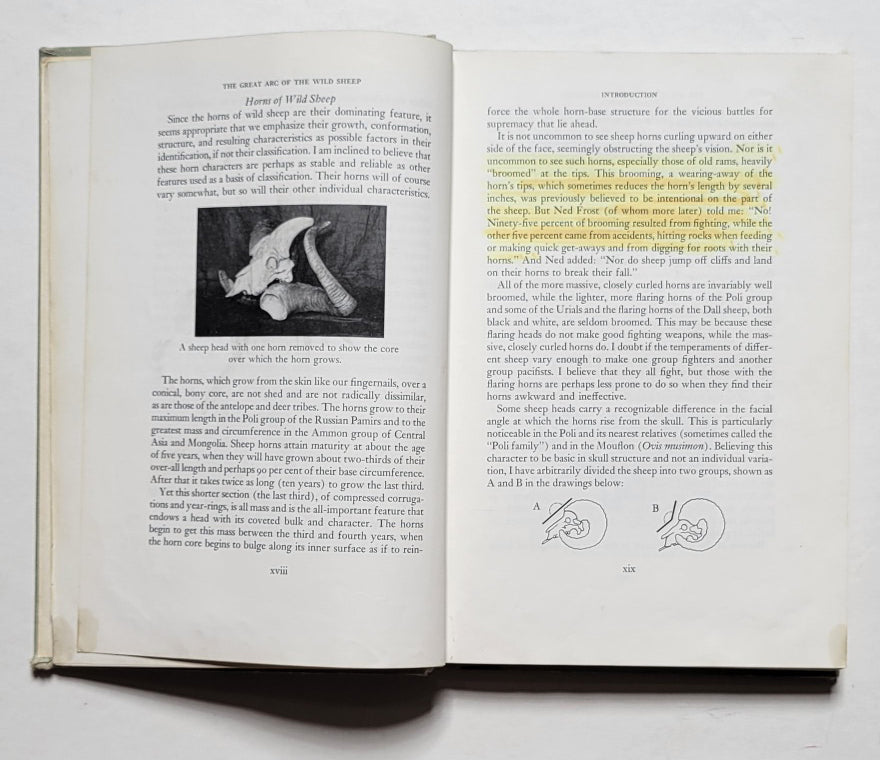 THE GREAT ARC OF THE WILD SHEEP
Horns of Wild Sheep
Since the horns of wild sheep are their dominating feature, it
seems appropriate that we emphasize their growth, conformation,
structure, and resulting characteristics as possible factors in their
identification, if not their classification. I am inclined to believe that
these horn characters are perhaps as stable and reliable as other
features used as a basis of classification. Their horns will of course
vary somewhat, but so will their other individual characteristics.
A sheep head with one horn removed to show the core
over which the horn grows.
The horns, which grow from the skin like our fingernails, over a
conical, bony core, are not shed and are not radically dissimilar,
as are those of the antelope and deer tribes. The horns grow to their
maximum length in the Poli group of the Russian Pamirs and to the
greatest mass and circumference in the Ammon group of Central
Asia and Mongolia. Sheep horns attain maturity at about the age
of five years, when they will have grown about two-thirds of their
over-all length and perhaps 90 per cent of their base circumference.
After that it takes twice as long (ten years) to grow the last third.
Yet this shorter section (the last third), of compressed corruga-
tions and year-rings, is all mass and is the all-important feature that
endows a head with its coveted bulk and character. The horns
begin to get this mass between the third and fourth years, when
the horn core begins to bulge along its inner surface as if to rein-
xviii
INTRODUCTION
force the whole horn-base structure for the vicious battles for
supremacy that lie ahead.
It is not uncommon to see sheep horns curling upward on either
side of the face, seemingly obstructing the sheep's vision. Nor is it
uncommon to see such horns, especially those of old rams, heavily
"broomed" at the tips. This brooming, a wearing-away of the
horn's tips, which sometimes reduces the horn's length by several
inches, was previously believed to be intentional on the part of
the sheep. But Ned Frost (of whom more later) told me: "No!
Ninety-five percent of brooming resulted from fighting, while the
other five percent came from accidents, hitting rocks when feeding
or making quick get-aways and from digging for roots with their
horns." And Ned added: "Nor do sheep jump off cliffs and land
on their horns to break their fall."
All of the more massive, closely curled horns are invariably well
broomed, while the lighter, more flaring horns of the Poli group
and some of the Urials and the flaring horns of the Dall sheep, both
black and white, are seldom broomed. This may be because these
flaring heads do not make good fighting weapons, while the mas-
sive, closely curled horns do. I doubt if the temperaments of differ-
ent sheep vary enough to make one group fighters and another
group pacifists. I believe that they all fight, but those with the
flaring horns are perhaps less prone to do so when they find their
horns awkward and ineffective.
Some sheep heads carry a recognizable difference in the facial
angle at which the horns rise from the skull. This is particularly
noticeable in the Poli and its nearest relatives (sometimes called the
"Poli family") and in the Mouflon (Ovis musimon). Believing this
character to be basic in skull structure and not an individual varia-
tion, I have arbitrarily divided the sheep into two groups, shown as
A and B in the drawings below:
A B
xix